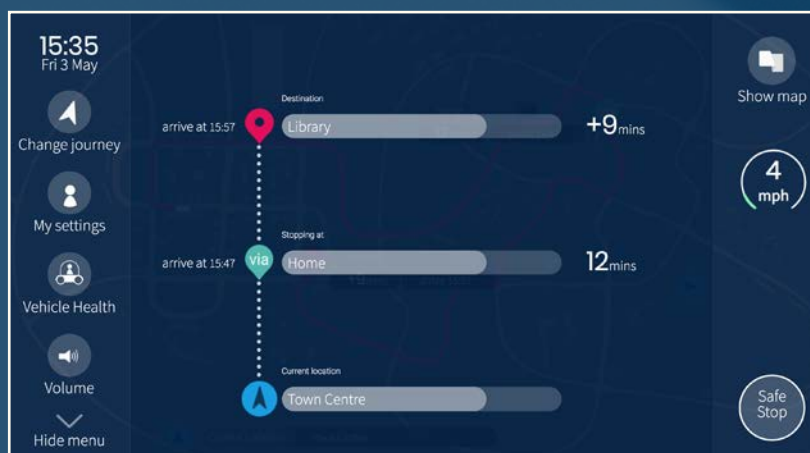 15:35
Fri 3 May
Change journey
My settings
Vehicle Health
Volume
Hide menu
Destination
arrive at 15:57
Library
+9mins
Stopping at
arrive at 15:47
via
Home
12mins
Current location
Town Centre
Show map
4
mph
Safe
Stop